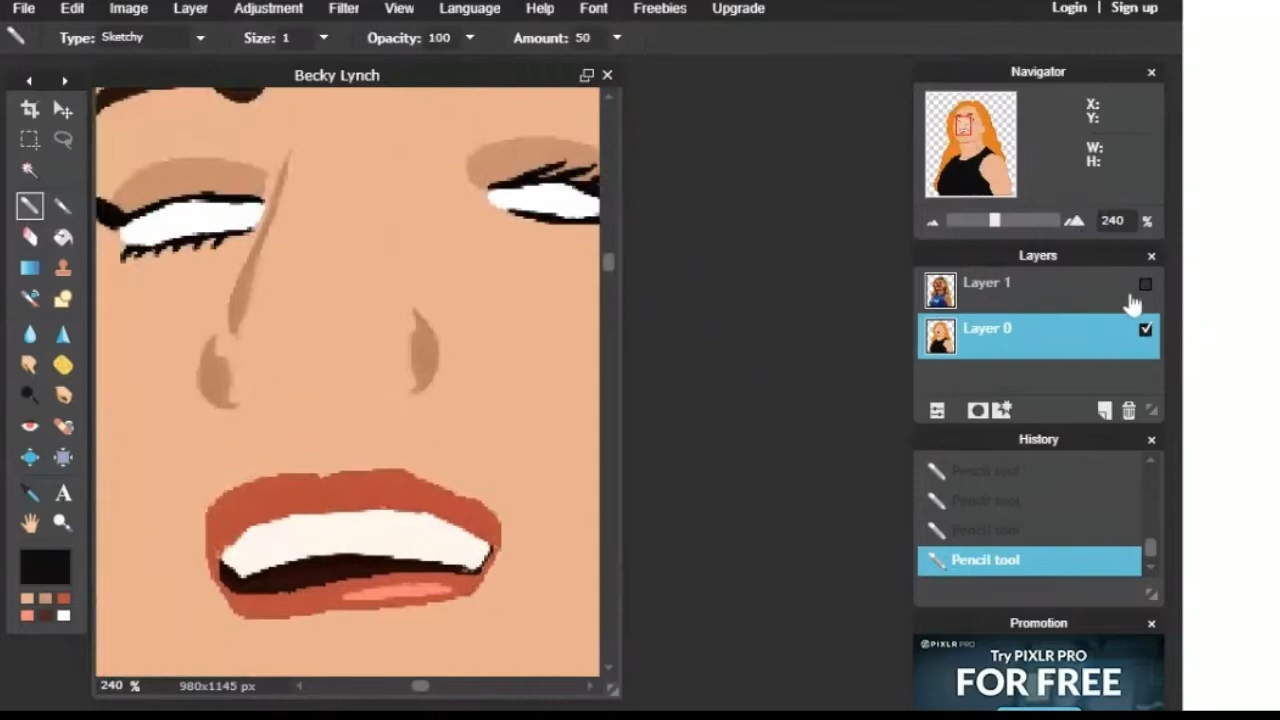 File Edit Image Layer Adjustment Filter View Language Help Font Freebies Upgrade Login | Sign up
Type: Sketchy Size: 1 Opacity: 100 Amount: 50
Becky Lynch
Navigator
X:
Y:
W:
H:
240 %
Layers
Layer 1
Layer 0
History
Pencil tool
Pencil tool
Pencil tool
Pencil tool
Promotion
PIXLR PRO
Try PIXLR PRO
FOR FREE
A
240 % 980x1145 px